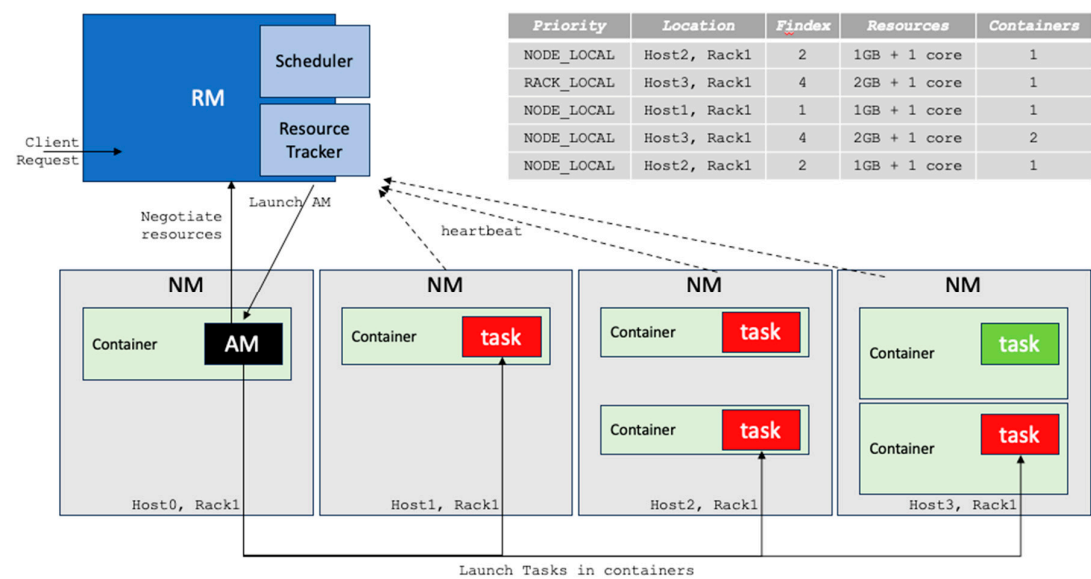 Scheduler
RM
Resource
Tracker
Client
Request
Launch AM
Negotiate
resources
heartbeat
Priority Location Findex Resources Containers
NODE_LOCAL Host2, Rack1 2 1GB + 1 core 1
RACK_LOCAL Host3, Rack1 4 2GB + 1 core 1
NODE_LOCAL Host1, Rack1 1 1GB + 1 core 1
NODE_LOCAL Host3, Rack1 4 2GB + 1 core 2
NODE_LOCAL Host2, Rack1 2 1GB + 1 core 1
NM
Container AM
Host0, Rack1
NM
Container task
Host1, Rack1
NM
Container task
Container task
Host2, Rack1
NM
Container task
Container task
Host3, Rack1
Launch Tasks in containers